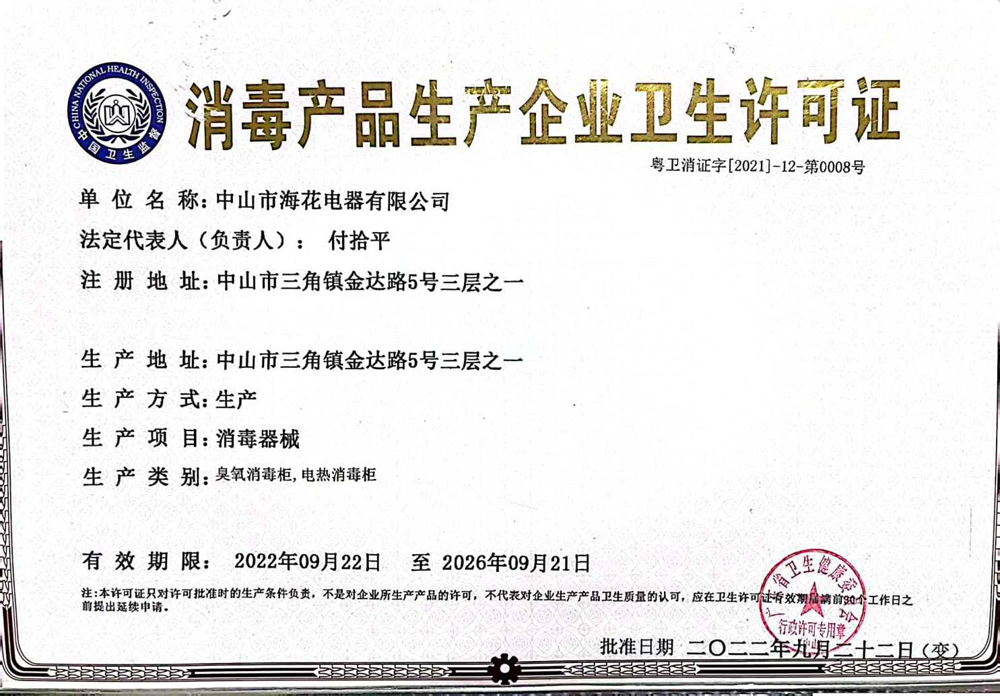 CHINA NATIONAL HEALTH INSPECTION
中国卫生监督
消毒产品生产企业卫生许可证
粤卫消证字[2021]-12-第0008号
单位名称:中山市海花电器有限公司
法定代表人（负责人）： 付拾平
注册地址:中山市三角镇金达路5号三层之一
生产地址:中山市三角镇金达路5号三层之一
生产方式:生产
生产项目:消毒器械
生产类别:臭氧消毒柜,电热消毒柜
有效期限: 2022年09月22日 至 2026年09月21日
注:本许可证只对许可批准时的生产条件负责，不是对企业所生产产品的许可，不代表对企业生产产品卫生质量的认可，应在卫生许可证有效期届满前30个工作日之
前提出延续申请。
广东省卫生健康委员会
行政许可专用章
中山
批准日期 二〇二二年九月二十二日（变）